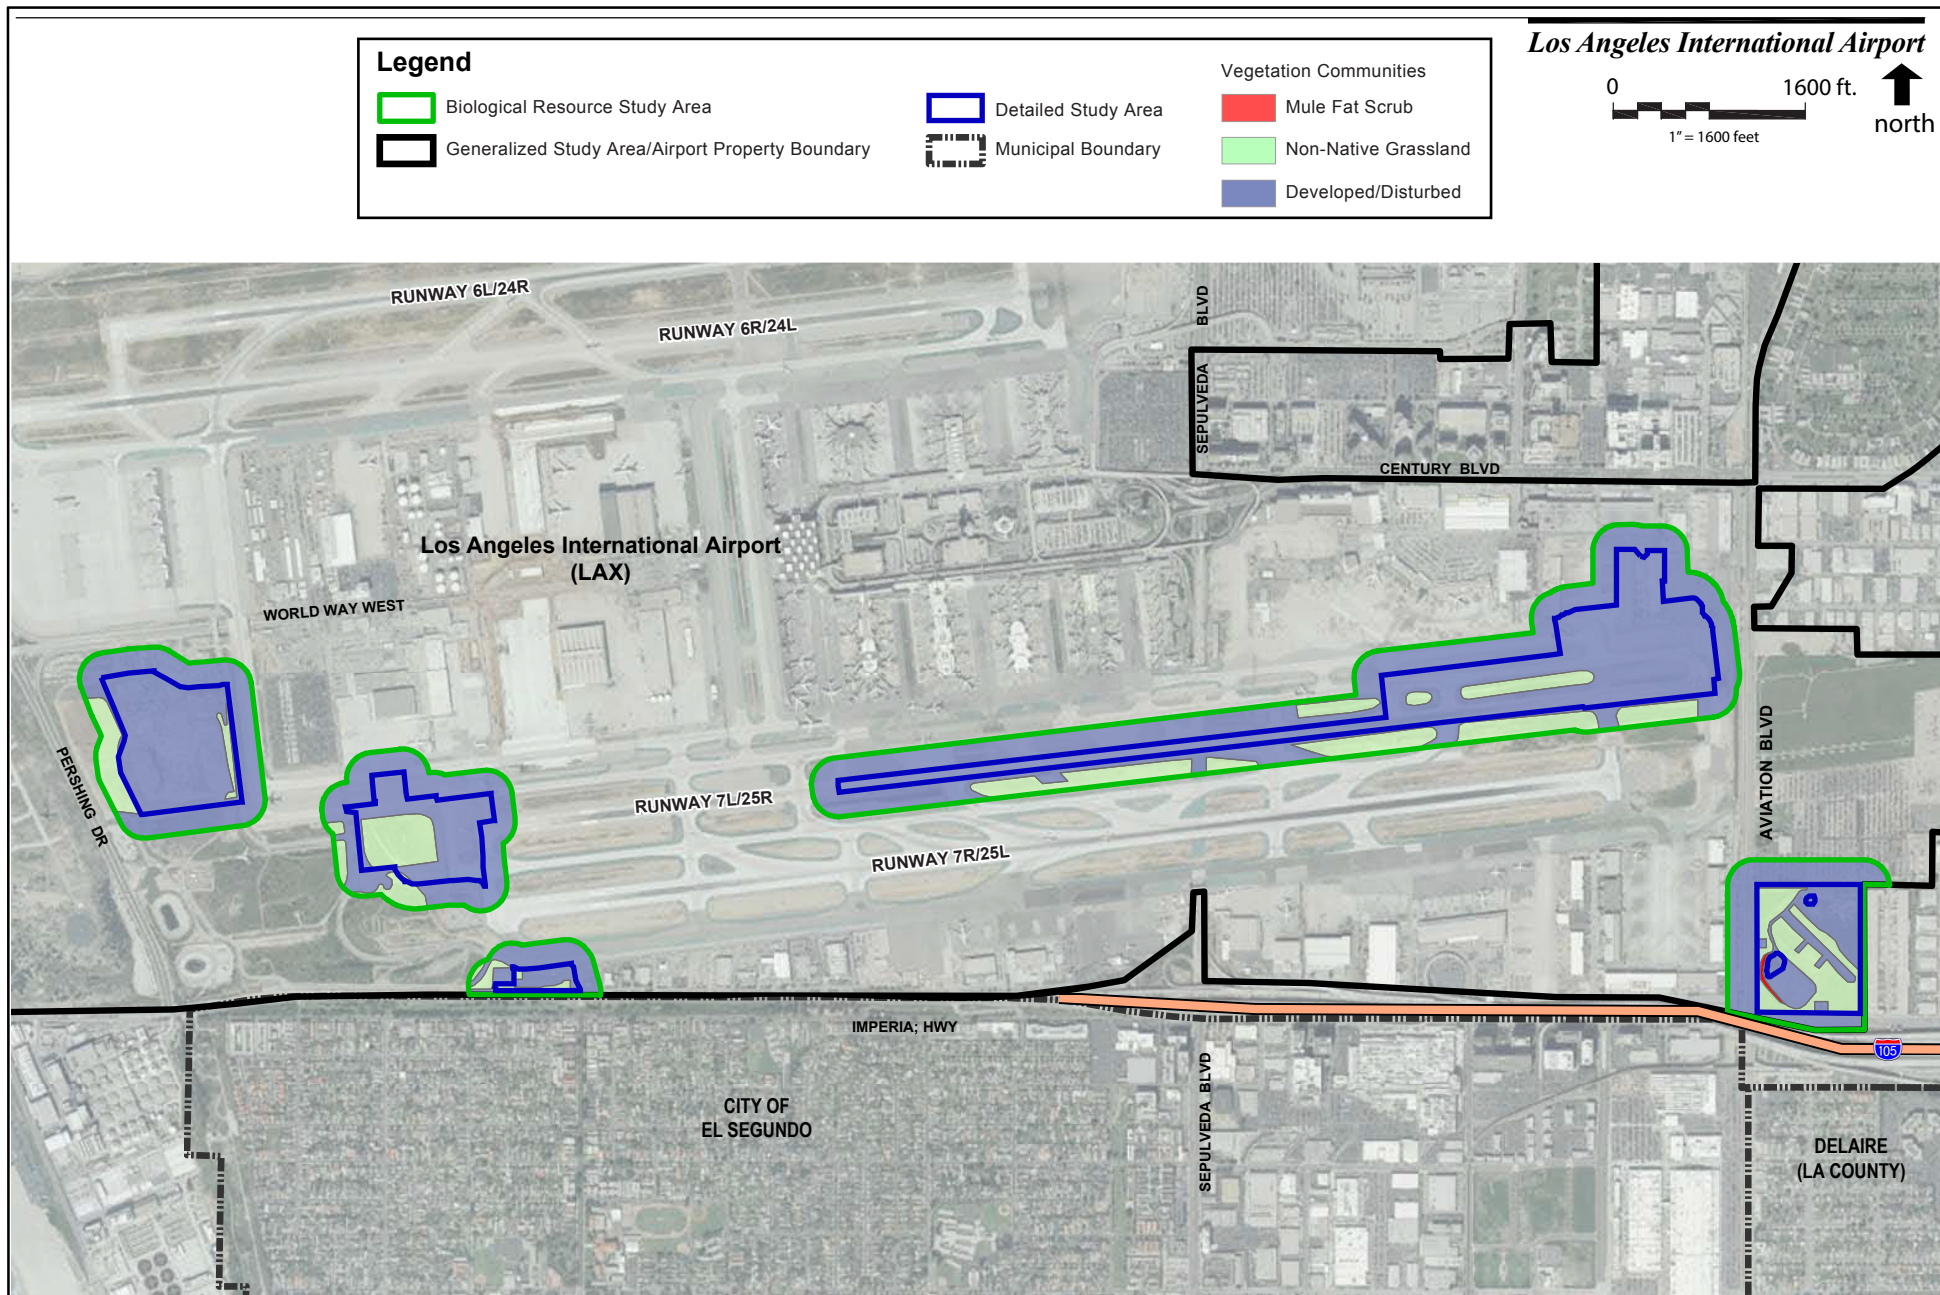 Los Angeles International Airport
0 1600 ft.
1" = 1600 feet
north
Legend
Biological Resource Study Area
Generalized Study Area/Airport Property Boundary
Detailed Study Area
Municipal Boundary
Vegetation Communities
Mule Fat Scrub
Non-Native Grassland
Developed/Disturbed
RUNWAY 6L/24R
RUNWAY 6R/24L
SEPULVEDA BLVD
CENTURY BLVD
Los Angeles International Airport
(LAX)
WORLD WAY WEST
PERSHING DR
RUNWAY 7L/25R
RUNWAY 7R/25L
AVIATION BLVD
IMPERIA; HWY
105
SEPULVEDA BLVD
CITY OF
EL SEGUNDO
DELAIRE
(LA COUNTY)